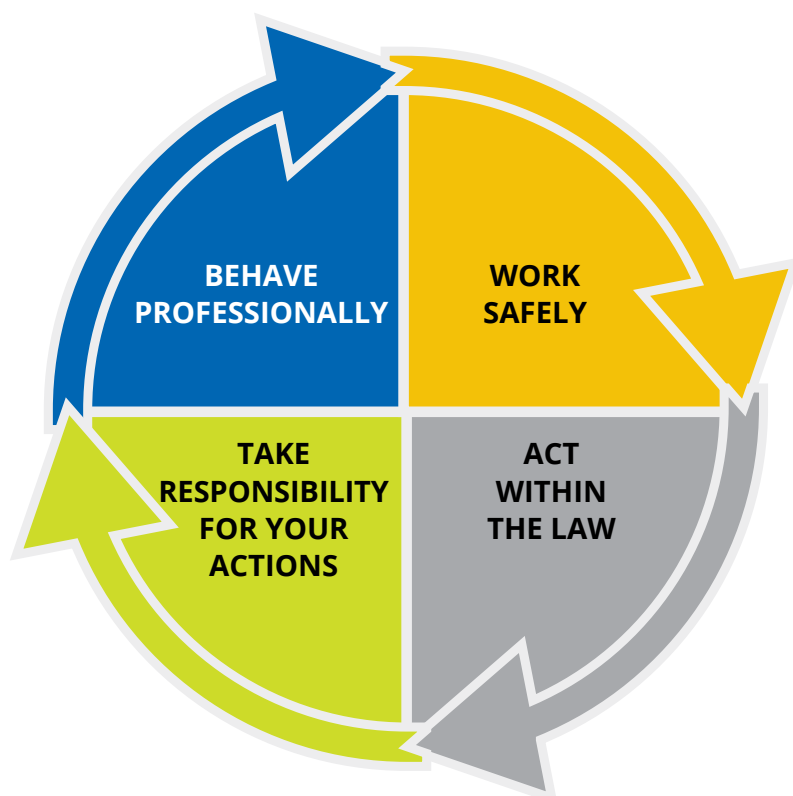 BEHAVE
PROFESSIONALLY
WORK
SAFELY
TAKE
RESPONSIBILITY
FOR YOUR
ACTIONS
ACT
WITHIN
THE LAW